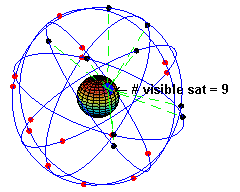 # visible sat = 9